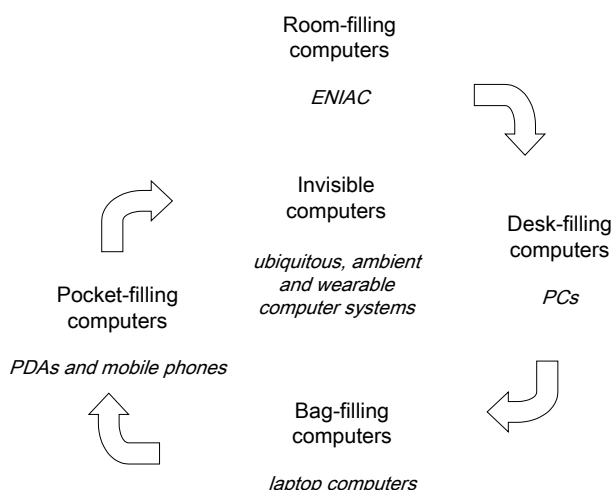 Room-filling
computers
ENIAC
Desk-filling
computers
PCs
Bag-filling
computers
laptop computers
Pocket-filling
computers
PDAs and mobile phones
Invisible
computers
ubiquitous, ambient
and wearable
computer systems